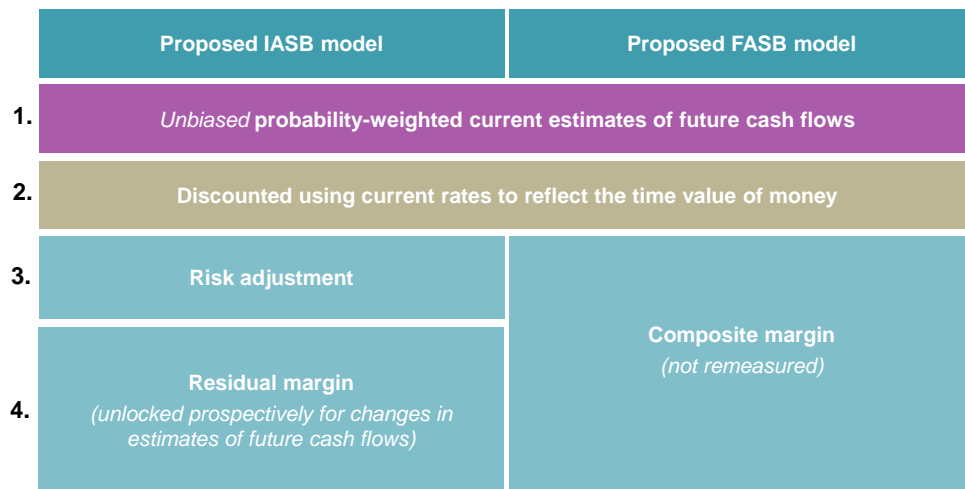 Proposed IASB model
Proposed FASB model
1.
Unbiased probability-weighted current estimates of future cash flows
2.
Discounted using current rates to reflect the time value of money
3.
Risk adjustment
Composite margin
(not remeasured)
4.
Residual margin
(unlocked prospectively for changes in
estimates of future cash flows)